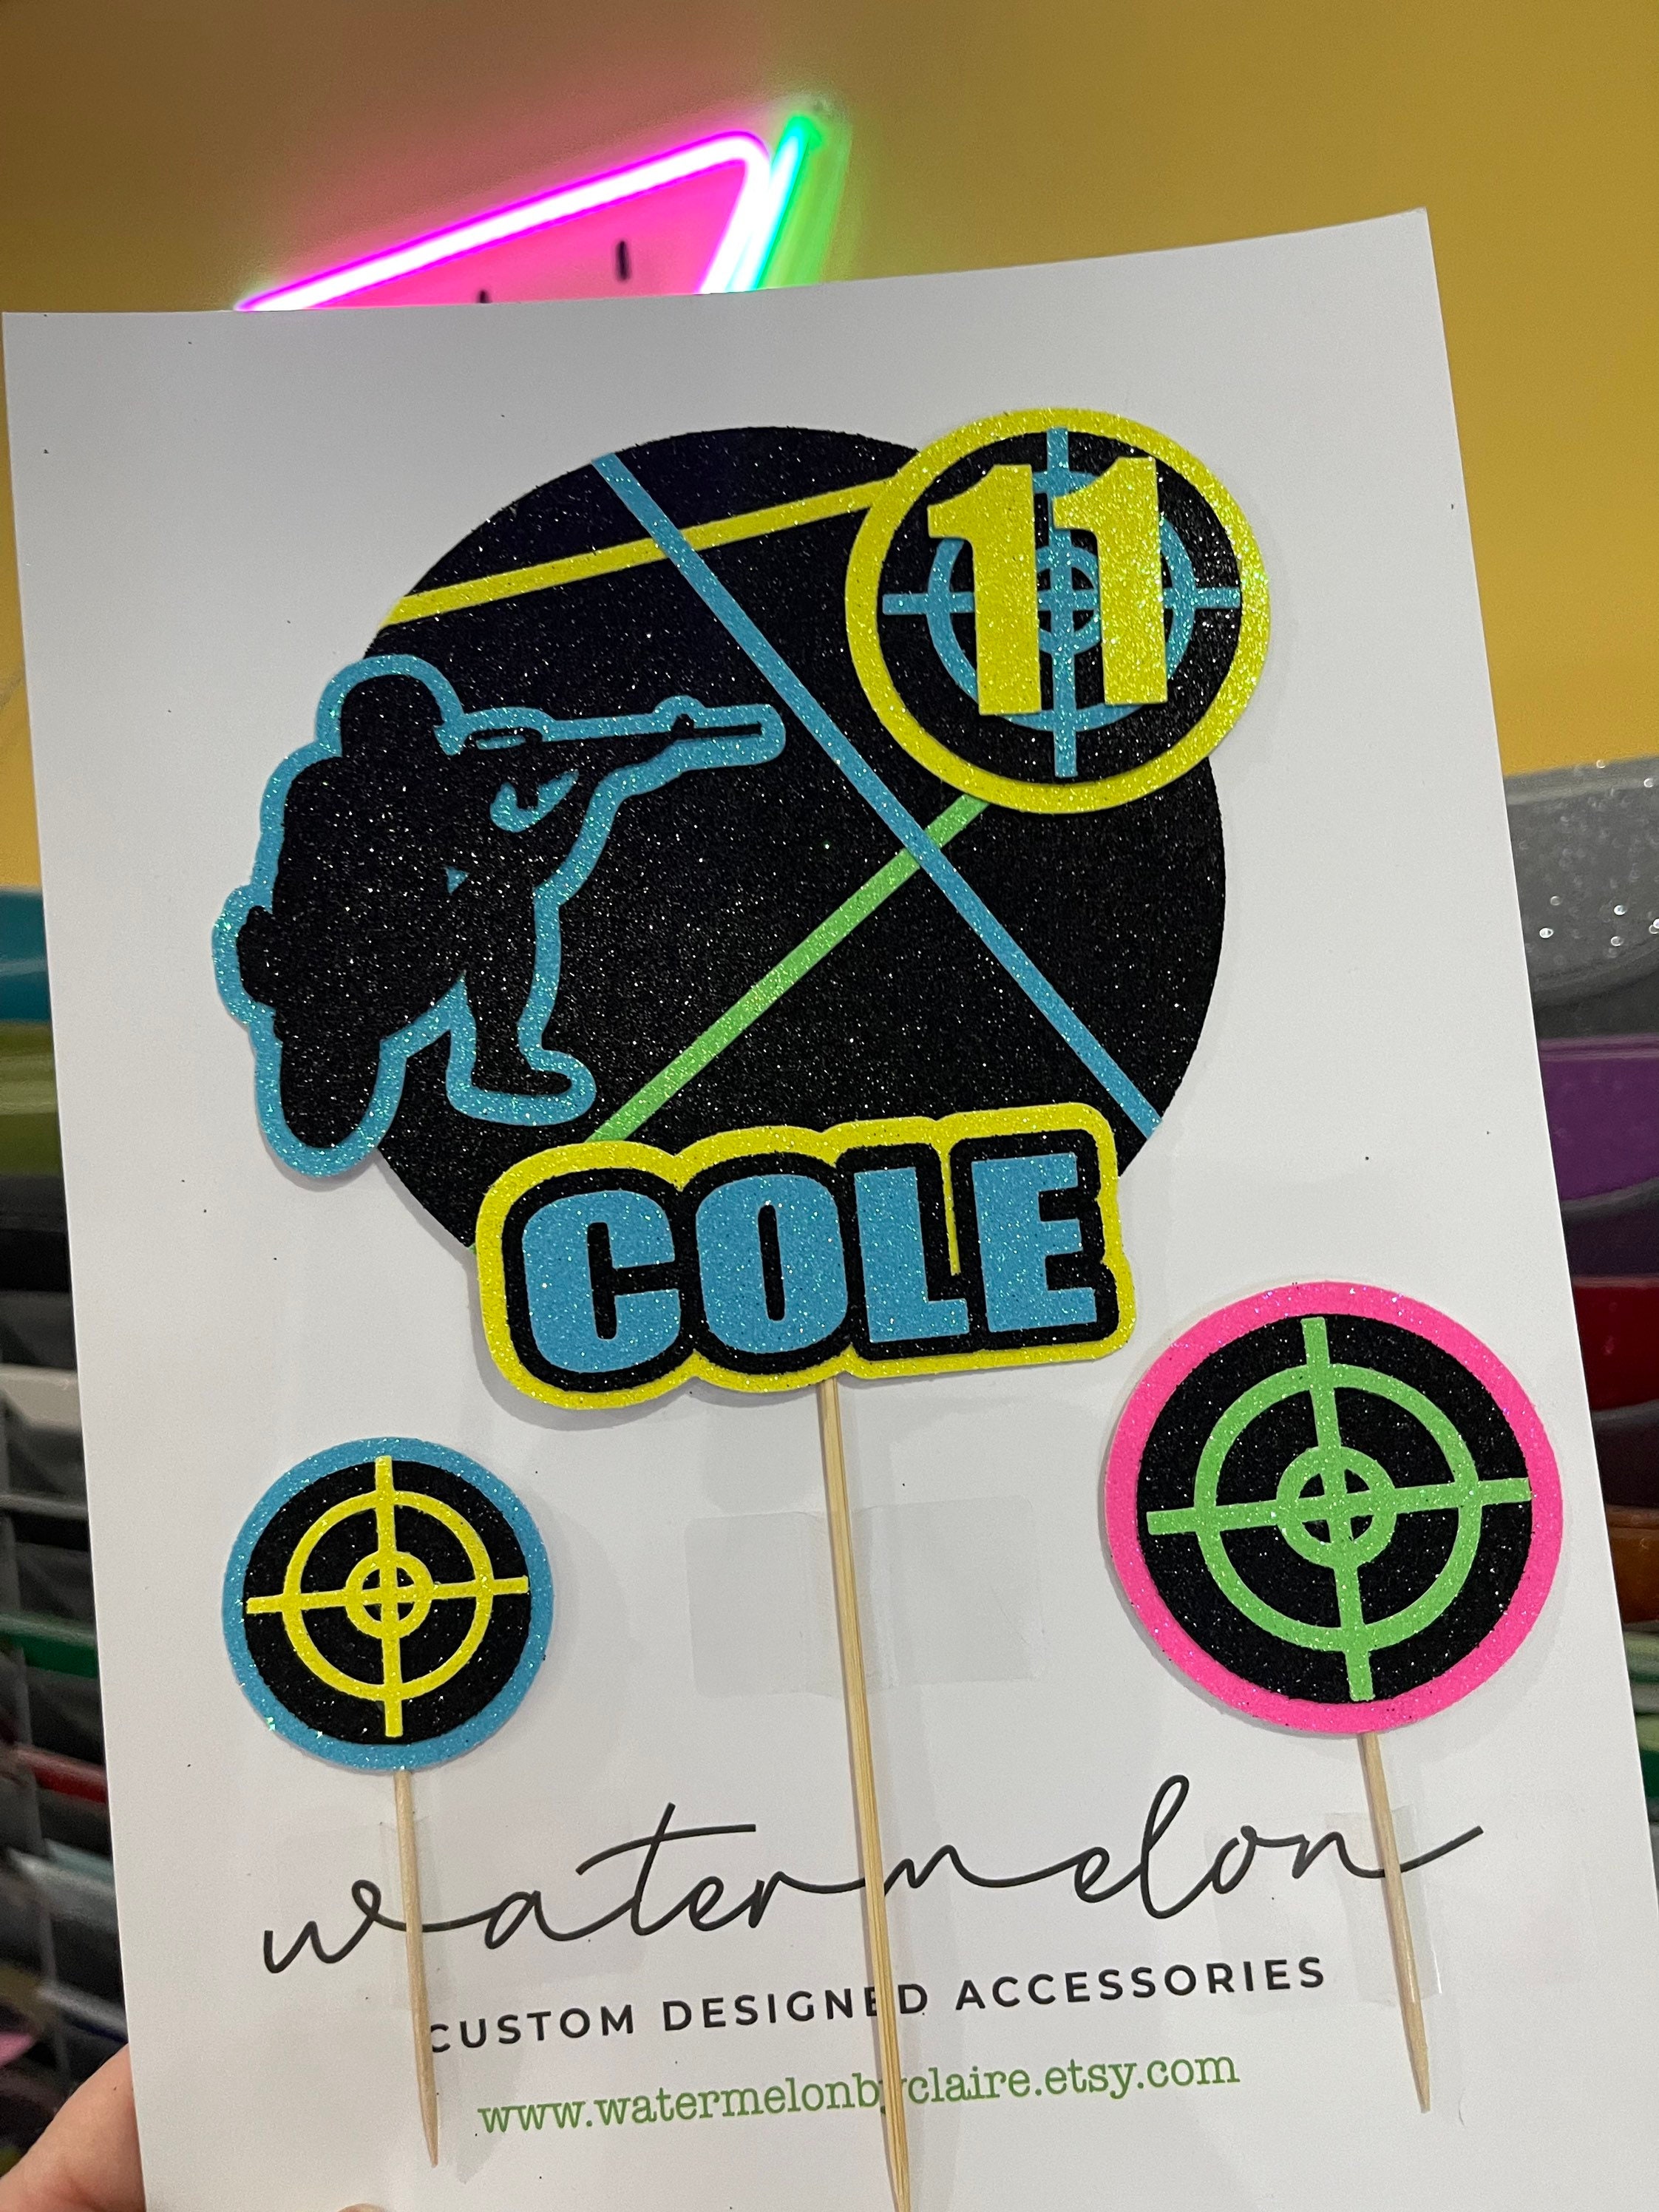 11
COLE
watermelon
CUSTOM DESIGNED ACCESSORIES
www.watermelonbyclaire.etsy.com